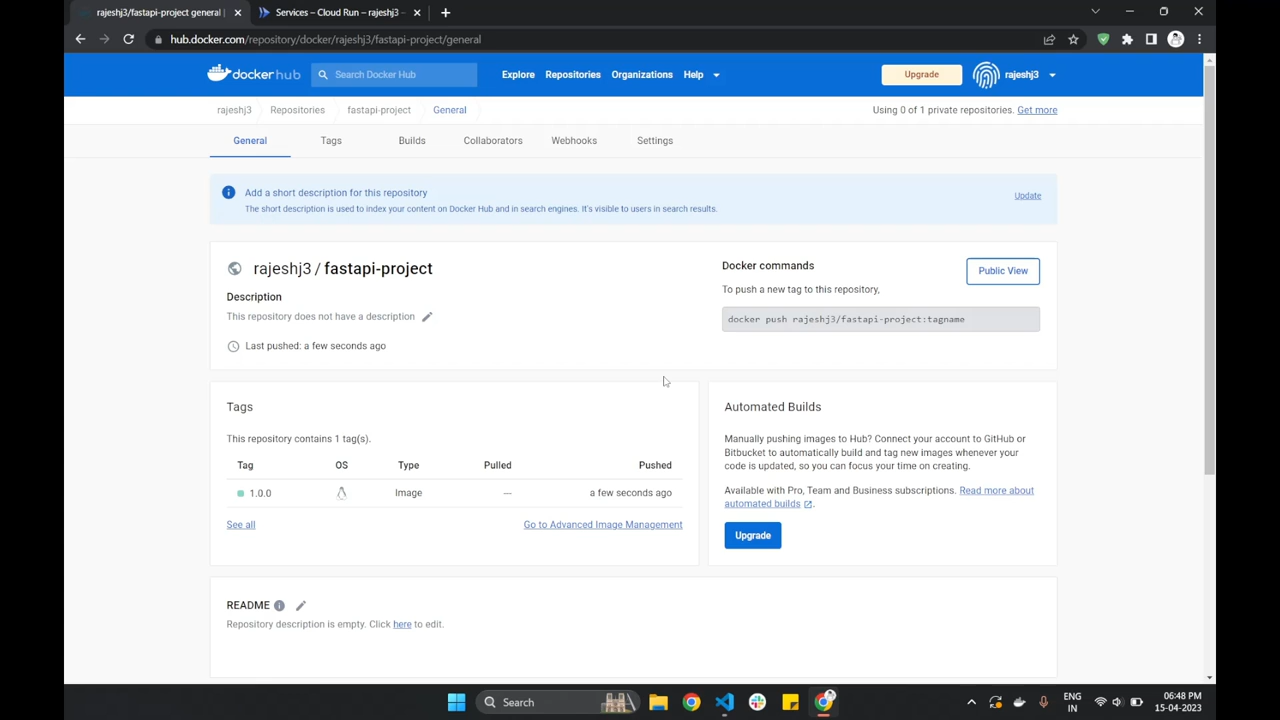 rajeshj3/fastapi-project general |
Services – Cloud Run – rajeshj3 –
hub.docker.com/repository/docker/rajeshj3/fastapi-project/general
dockerhub
Search Docker Hub
Explore
Repositories
Organizations
Help
Upgrade
rajeshj3
rajeshj3
Repositories
fastapi-project
General
Using 0 of 1 private repositories. Get more
General
Tags
Builds
Collaborators
Webhooks
Settings
Add a short description for this repository
The short description is used to index your content on Docker Hub and in search engines. It's visible to users in search results.
Update
rajeshj3 / fastapi-project
Description
This repository does not have a description
Last pushed: a few seconds ago
Docker commands
Public View
To push a new tag to this repository,
docker push rajeshj3/fastapi-project:tagname
Tags
This repository contains 1 tag(s).
Tag OS Type Pulled Pushed
1.0.0 Image --- a few seconds ago
See all
Go to Advanced Image Management
Automated Builds
Manually pushing images to Hub? Connect your account to GitHub or
Bitbucket to automatically build and tag new images whenever your
code is updated, so you can focus your time on creating.
Available with Pro, Team and Business subscriptions. Read more about
automated builds .
Upgrade
README
Repository description is empty. Click here to edit.
Search
ENG
IN
06:48 PM
15-04-2023